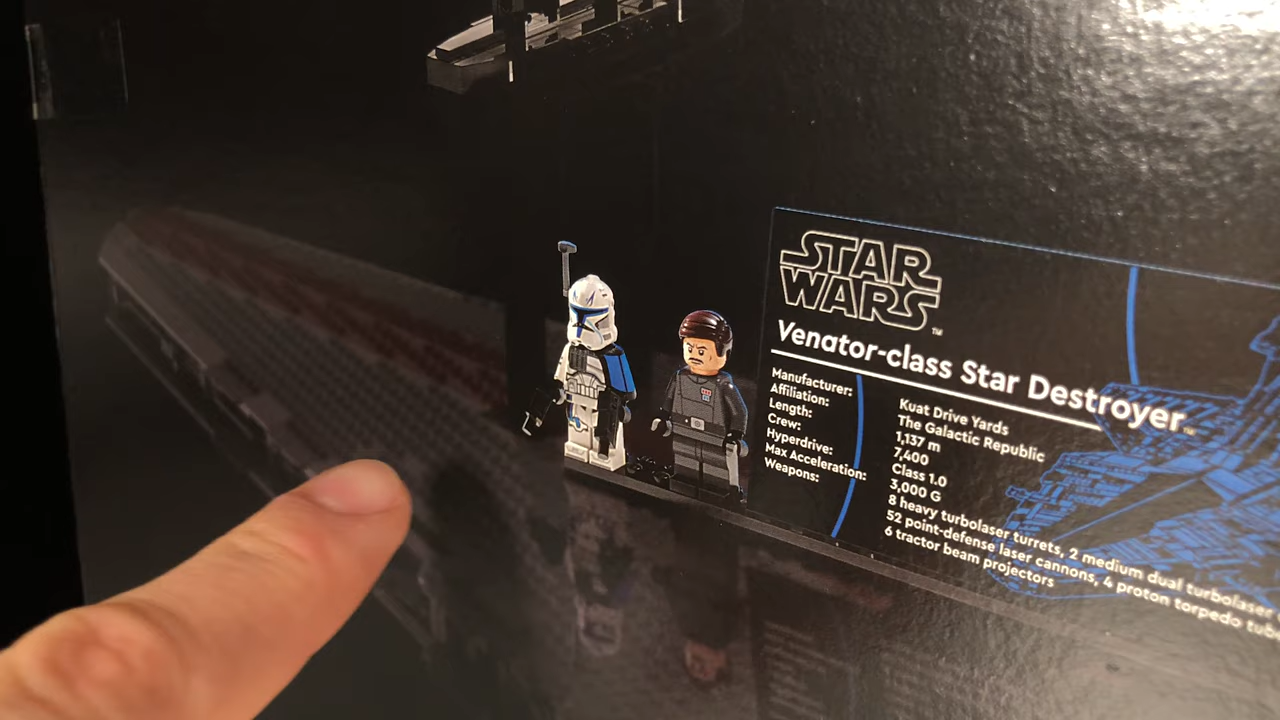 STAR
WARS
TM
Venator-class Star Destroyer
Manufacturer: Kuat Drive Yards
Affiliation: The Galactic Republic
Length: 1,137 m
Crew: 7,400
Hyperdrive: Class 1.0
Max Acceleration: 3,000 G
Weapons: 8 heavy turbolaser turrets, 2 medium dual turbolaser
52 point-defense laser cannons, 4 proton torpedo
6 tractor beam projectors